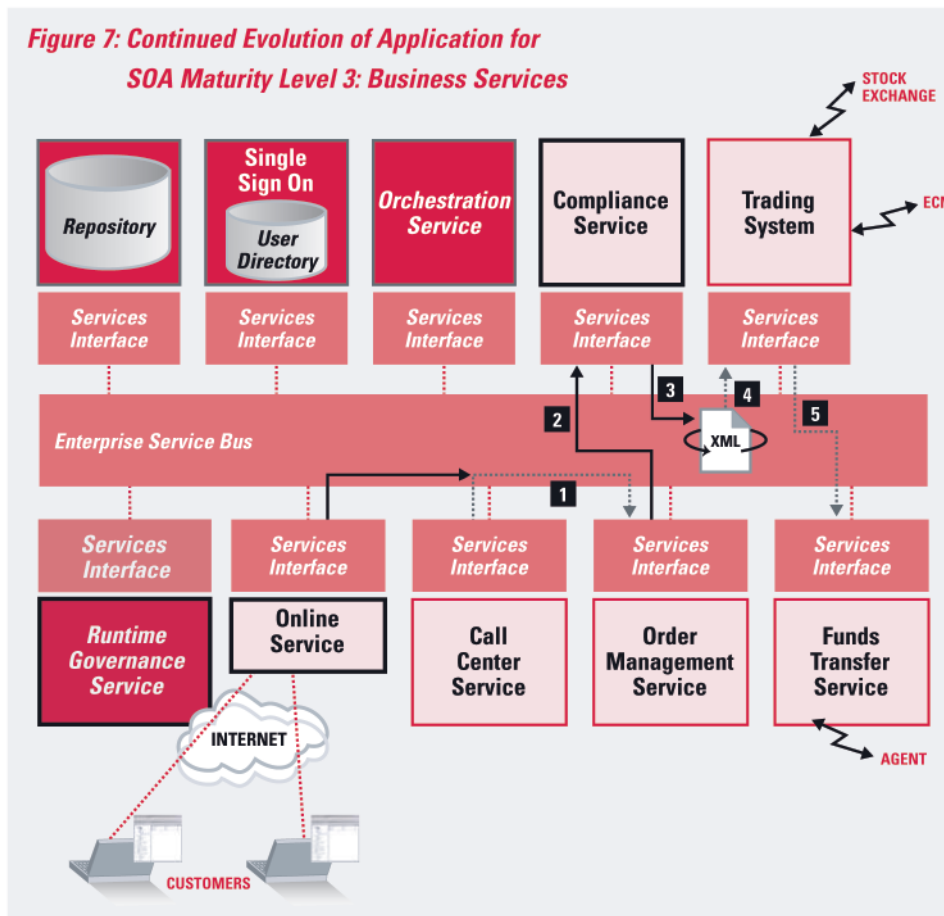 Figure 7: Continued Evolution of Application for
SOA Maturity Level 3: Business Services
STOCK
EXCHANGE
Repository
Single
Sign On
User
Directory
Orchestration
Service
Compliance
Service
Trading
System
ECN
Services
Interface
Services
Interface
Services
Interface
Services
Interface
Services
Interface
3
4
5
2
XML
Enterprise Service Bus
1
Services
Interface
Services
Interface
Services
Interface
Services
Interface
Services
Interface
Runtime
Governance
Service
Online
Service
Call
Center
Service
Order
Management
Service
Funds
Transfer
Service
INTERNET
AGENT
CUSTOMERS